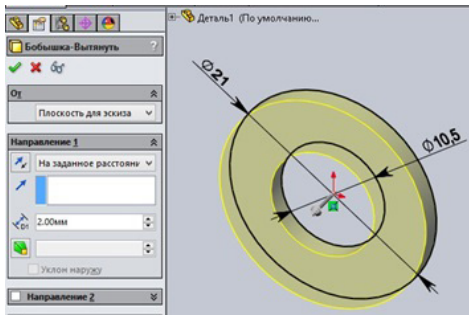 Деталь1 (По умолчанию...
Бобышка-Вытянуть
?
От
Плоскость для эскиза
Направление 1
На заданное расстояни
D1
2.00мм
Уклон наружу
Направление 2
Ø21
Ø10,5